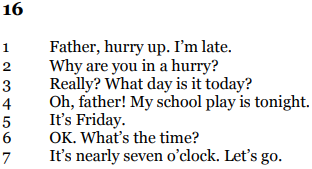 16
1 Father, hurry up. I’m late.
2 Why are you in a hurry?
3 Really? What day is it today?
4 Oh, father! My school play is tonight.
5 It’s Friday.
6 OK. What’s the time?
7 It’s nearly seven o’clock. Let’s go.